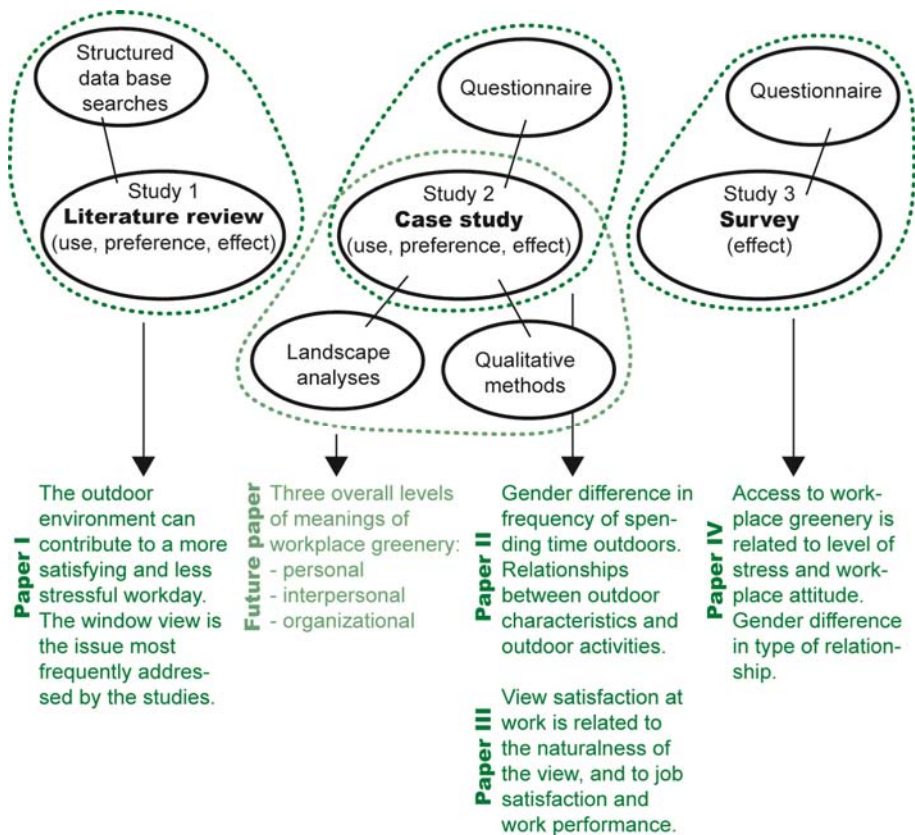 Structured
data base
searches
Study 1
Literature review
(use, preference, effect)
Questionnaire
Study 2
Case study
(use, preference, effect)
Landscape
analyses
Qualitative
methods
Questionnaire
Study 3
Survey
(effect)
Paper I
The outdoor
environment can
contribute to a more
satisfying and less
stressful workday.
The window view is
the issue most
frequently addres-
sed by the studies.
Future paper
Three overall levels
of meanings of
workplace greenery:
- personal
- interpersonal
- organizational
Paper II
Gender difference in
frequency of spen-
ding time outdoors.
Relationships
between outdoor
characteristics and
outdoor activities.
Paper III
View satisfaction at
work is related to
the naturalness of
the view, and to job
satisfaction and
work performance.
Paper IV
Access to work-
place greenery is
related to level of
stress and work-
place attitude.
Gender difference
in type of relation-
ship.